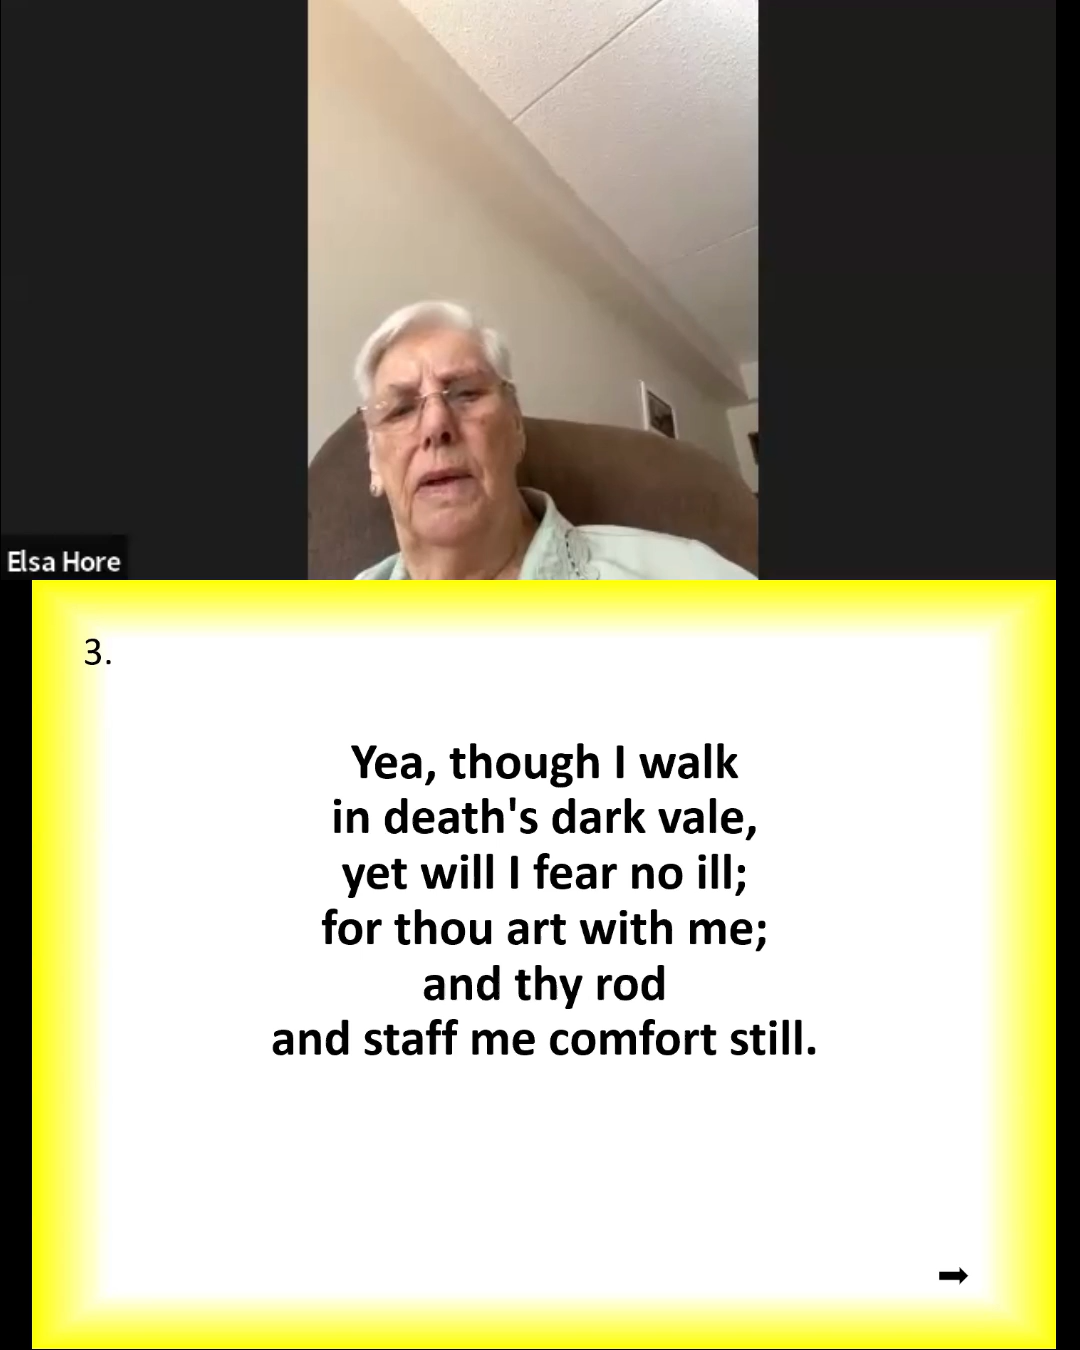 Elsa Hore
3.
Yea, though I walk
in death's dark vale,
yet will I fear no ill;
for thou art with me;
and thy rod
and staff me comfort still.